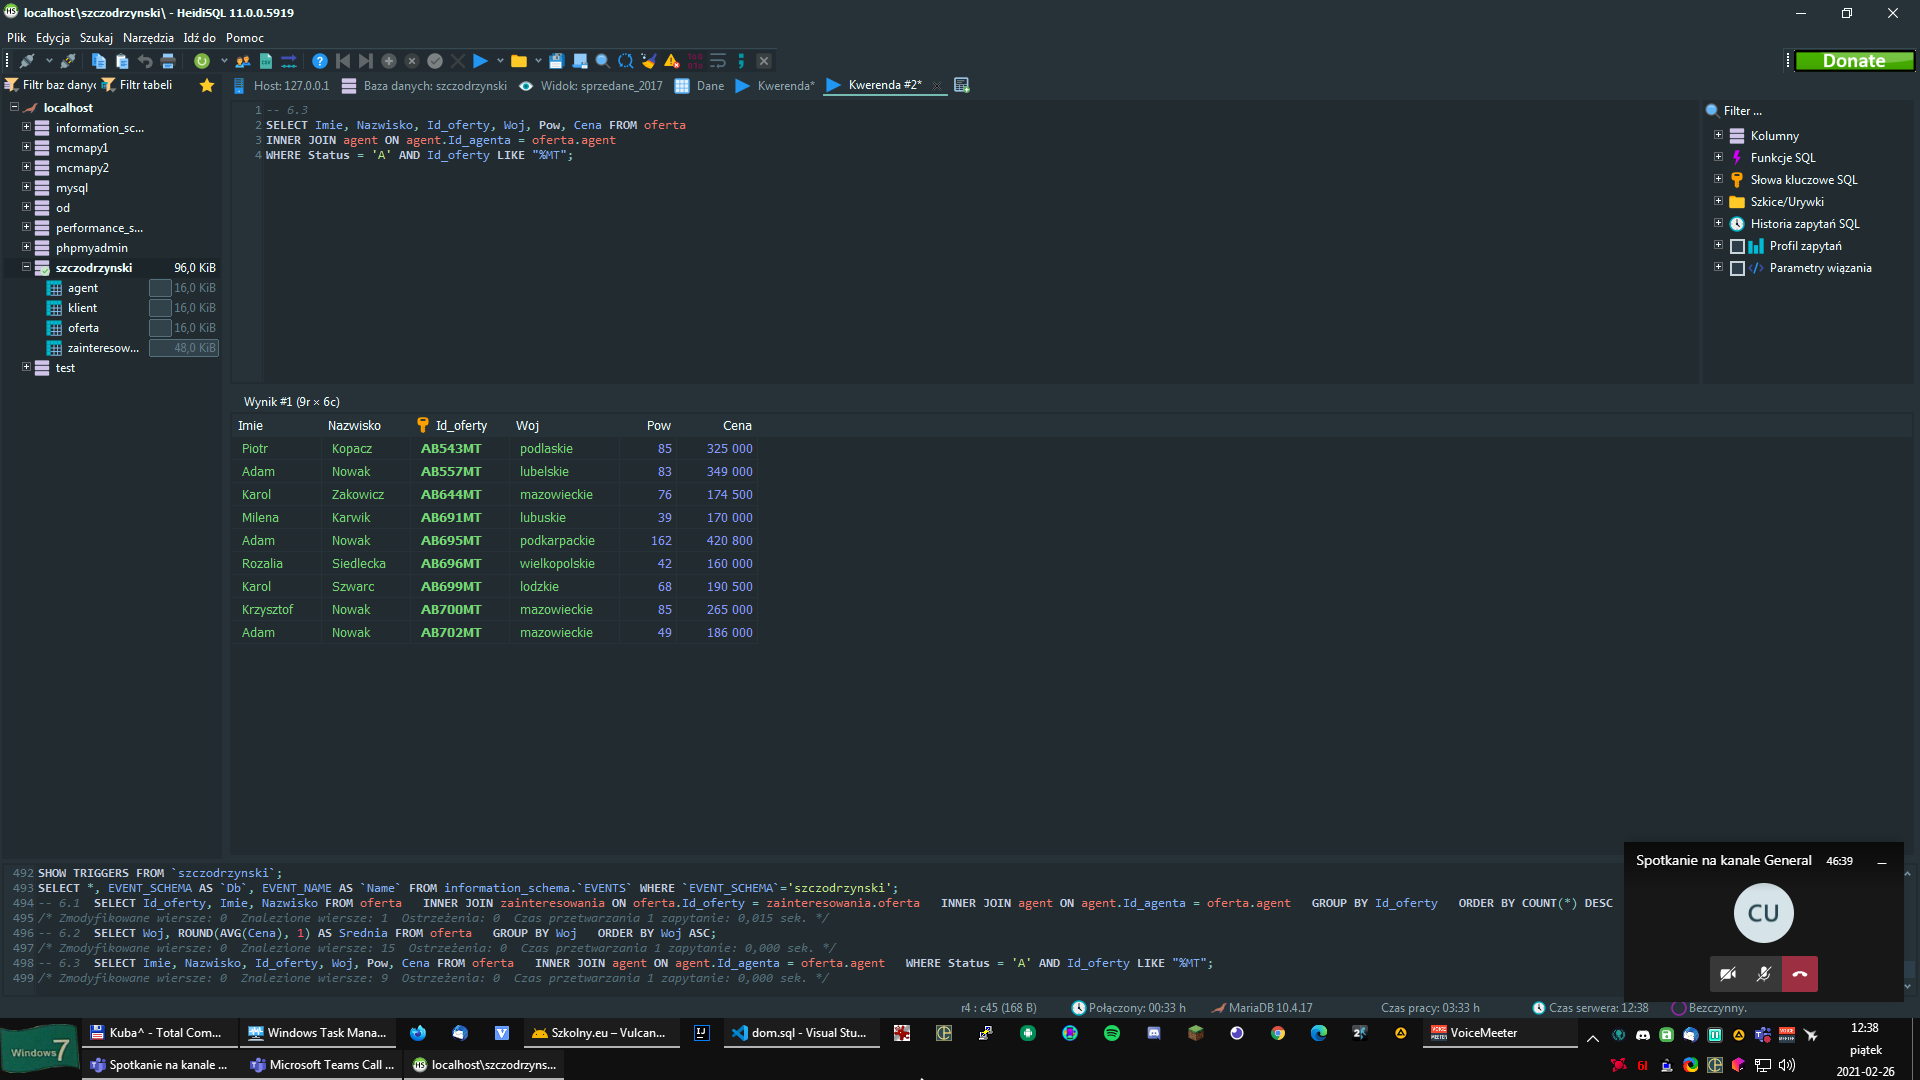 localhost\szczodrzynski\ - HeidiSQL 11.0.0.5919
Plik Edycja Szukaj Narzędzia Idź do Pomoc
Donate
Filtr baz danyc Filtr tabeli
Host: 127.0.0.1 Baza danych: szczodrzynski Widok: sprzedane_2017 Dane Kwerenda* Kwerenda #2*
localhost
information_sc...
mcmapy1
mcmapy2
mysql
od
performance_s...
phpmyadmin
szczodrzynski 96,0 KiB
agent 16,0 KiB
klient 16,0 KiB
oferta 16,0 KiB
zainteresow... 48,0 KiB
test
1 -- 6.3
2 SELECT Imie, Nazwisko, Id_oferty, Woj, Pow, Cena FROM oferta
3 INNER JOIN agent ON agent.Id_agenta = oferta.agent
4 WHERE Status = 'A' AND Id_oferty LIKE "%MT";
Filter ...
Kolumny
Funkcje SQL
Słowa kluczowe SQL
Szkice/Urywki
Historia zapytań SQL
Profil zapytań
Parametry wiązania
Wynik #1 (9r × 6c)
Imie Nazwisko Id_oferty Woj Pow Cena
Piotr Kopacz AB543MT podlaskie 85 325 000
Adam Nowak AB557MT lubelskie 83 349 000
Karol Zakowicz AB644MT mazowieckie 76 174 500
Milena Karwik AB691MT lubuskie 39 170 000
Adam Nowak AB695MT podkarpackie 162 420 800
Rozalia Siedlecka AB696MT wielkopolskie 42 160 000
Karol Szwarc AB699MT lodzkie 68 190 500
Krzysztof Nowak AB700MT mazowieckie 85 265 000
Adam Nowak AB702MT mazowieckie 49 186 000
492 SHOW TRIGGERS FROM `szczodrzynski`;
493 SELECT *, EVENT_SCHEMA AS `Db`, EVENT_NAME AS `Name` FROM information_schema.`EVENTS` WHERE `EVENT_SCHEMA`='szczodrzynski';
494 -- 6.1 SELECT Id_oferty, Imie, Nazwisko FROM oferta INNER JOIN zainteresowania ON oferta.Id_oferty = zainteresowania.oferta INNER JOIN agent ON agent.Id_agenta = oferta.agent GROUP BY Id_oferty ORDER BY COUNT(*) DESC
495 /* Zmodyfikowane wiersze: 0 Znalezione wiersze: 1 Ostrzeżenia: 0 Czas przetwarzania 1 zapytanie: 0,015 sek. */
496 -- 6.2 SELECT Woj, ROUND(AVG(Cena), 1) AS Srednia FROM oferta GROUP BY Woj ORDER BY Woj ASC;
497 /* Zmodyfikowane wiersze: 0 Znalezione wiersze: 15 Ostrzeżenia: 0 Czas przetwarzania 1 zapytanie: 0,000 sek. */
498 -- 6.3 SELECT Imie, Nazwisko, Id_oferty, Woj, Pow, Cena FROM oferta INNER JOIN agent ON agent.Id_agenta = oferta.agent WHERE Status = 'A' AND Id_oferty LIKE "%MT";
499 /* Zmodyfikowane wiersze: 0 Znalezione wiersze: 9 Ostrzeżenia: 0 Czas przetwarzania 1 zapytanie: 0,000 sek. */
Spotkanie na kanale General 46:39
CU
r4 : c45 (168 B) Połączony: 00:33 h MariaDB 10.4.17 Czas pracy: 03:33 h Czas serwera: 12:38 Bezczynny.
Windows 7
Kuba^ - Total Com... Windows Task Mana... Szkolny.eu – Vulcan... dom.sql - Visual Stu... VoiceMeeter
Spotkanie na kanale ... Microsoft Teams Call ... localhost\szczodrzyns...
12:38
piątek
2021-02-26